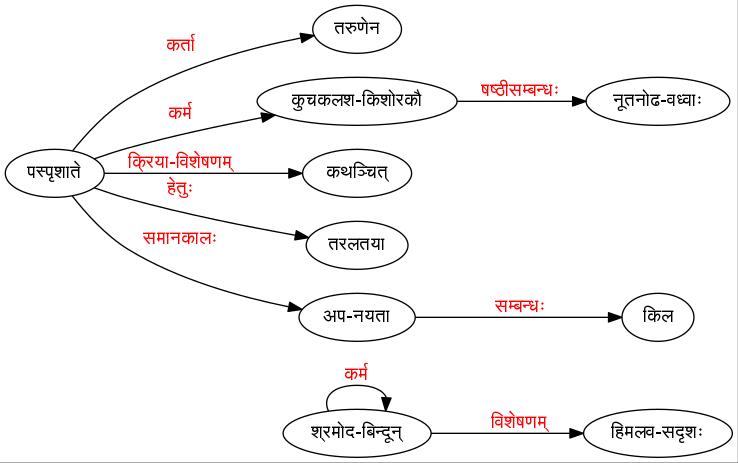 तरुणेन
कर्ता
कुचकलश-किशोरकौ
षष्ठीसम्बन्धः
नूतनोढ-वध्वाः
कर्म
पस्पृशाते
क्रिया-विशेषणम्
कथञ्चित्
हेतुः
तरलतया
समानकालः
अप-नयता
सम्बन्धः
किल
कर्म
श्रमोद-बिन्दून्
विशेषणम्
हिमलव-सदृशः